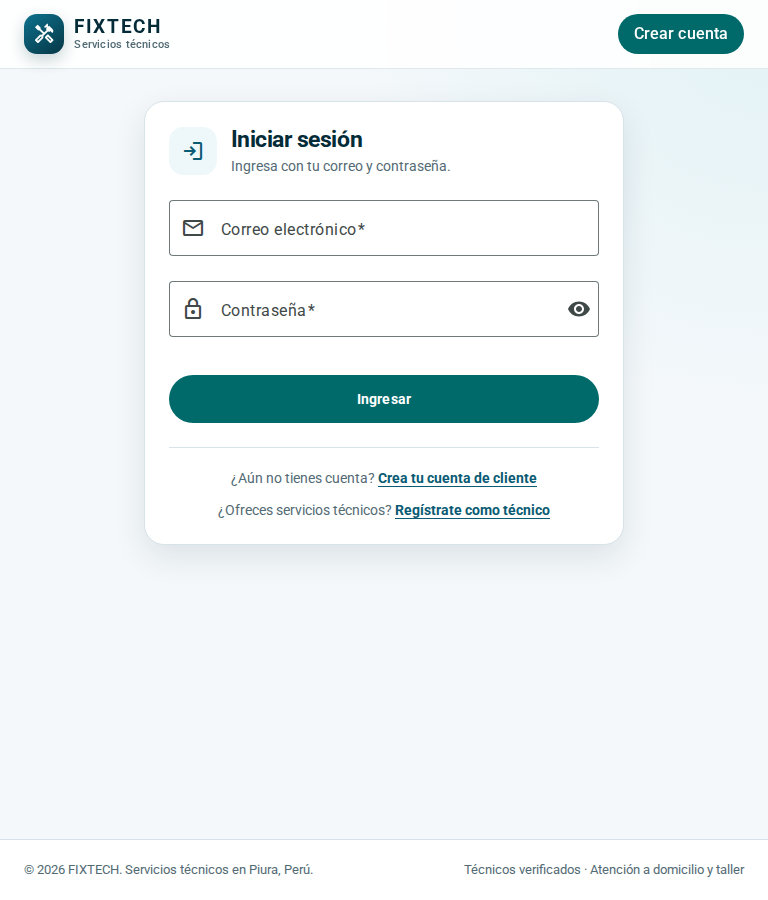 FIXTECH
Servicios técnicos
Crear cuenta
Iniciar sesión
Ingresa con tu correo y contraseña.
Correo electrónico*
Contraseña*
Ingresar
¿Aún no tienes cuenta? Crea tu cuenta de cliente
¿Ofreces servicios técnicos? Regístrate como técnico
© 2026 FIXTECH. Servicios técnicos en Piura, Perú.
Técnicos verificados · Atención a domicilio y taller